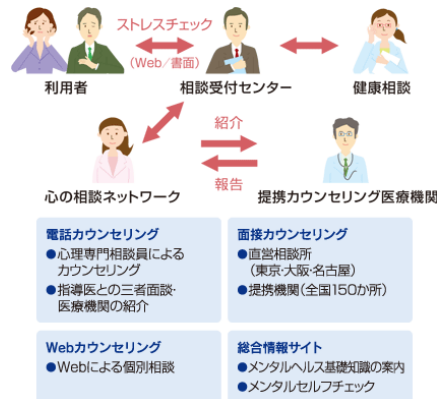 ストレスチェック
(Web/書面)
利用者
相談受付センター
健康相談
紹介
報告
心の相談ネットワーク
提携カウンセリング医療機関
電話カウンセリング
●心理専門相談員による
カウンセリング
●指導医との三者面談・
医療機関の紹介
面接カウンセリング
●直営相談所
(東京・大阪・名古屋)
●提携機関(全国150か所)
Webカウンセリング
●Webによる個別相談
総合情報サイト
●メンタルヘルス基礎知識の案内
●メンタルセルフチェック